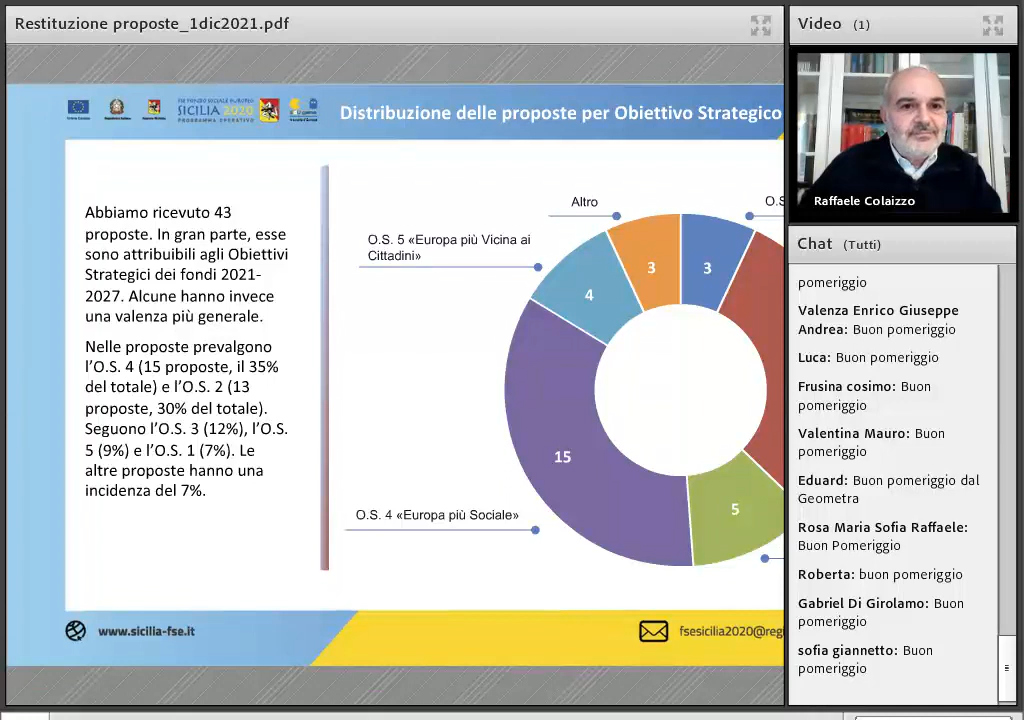 Restituzione proposte_1dic2021.pdf
SICILIA 2020
PROGRAMMA OPERATIVO
Distribuzione delle proposte per Obiettivo Strategico
Abbiamo ricevuto 43
proposte. In gran parte, esse
sono attribuibili agli Obiettivi
Strategici dei fondi 2021-
2027. Alcune hanno invece
una valenza più generale.
Nelle proposte prevalgono
l’O.S. 4 (15 proposte, il 35%
del totale) e l’O.S. 2 (13
proposte, 30% del totale).
Seguono l’O.S. 3 (12%), l’O.S.
5 (9%) e l’O.S. 1 (7%). Le
altre proposte hanno una
incidenza del 7%.
Altro
O.S. 5 «Europa più Vicina ai
Cittadini»
3
3
4
15
5
O.S. 4 «Europa più Sociale»
www.sicilia-fse.it
fsesicilia2020@reg
Video (1)
Raffaele Colaizzo
Chat (Tutti)
pomeriggio
Valenza Enrico Giuseppe
Andrea: Buon pomeriggio
Luca: Buon pomeriggio
Frusina cosimo: Buon
pomeriggio
Valentina Mauro: Buon
pomeriggio
Eduard: Buon pomeriggio dal
Geometra
Rosa Maria Sofia Raffaele:
Buon Pomeriggio
Roberta: buon pomeriggio
Gabriel Di Girolamo: Buon
pomeriggio
sofia giannetto: Buon
pomeriggio